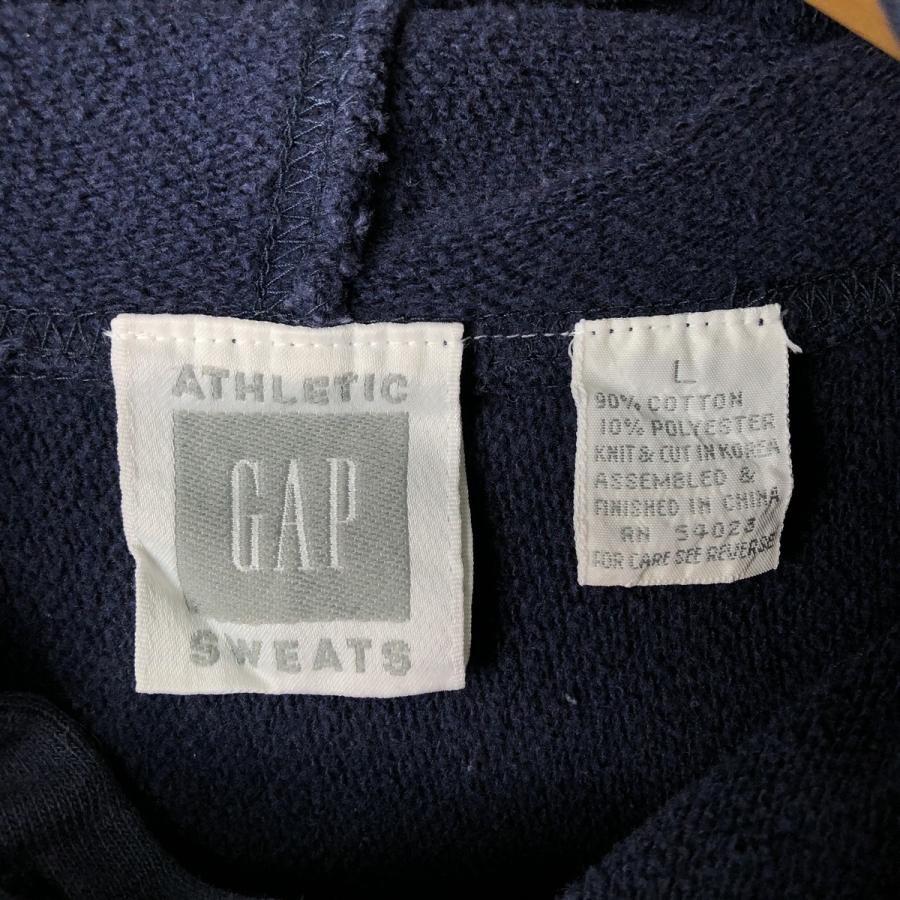 ATHLETIC
GAP
SWEATS
L
90% COTTON
10% POLYESTER
KNIT & CUT IN KOREA
ASSEMBLED &
FINISHED IN CHINA
RN 54023
FOR CARE SEE REVERSE